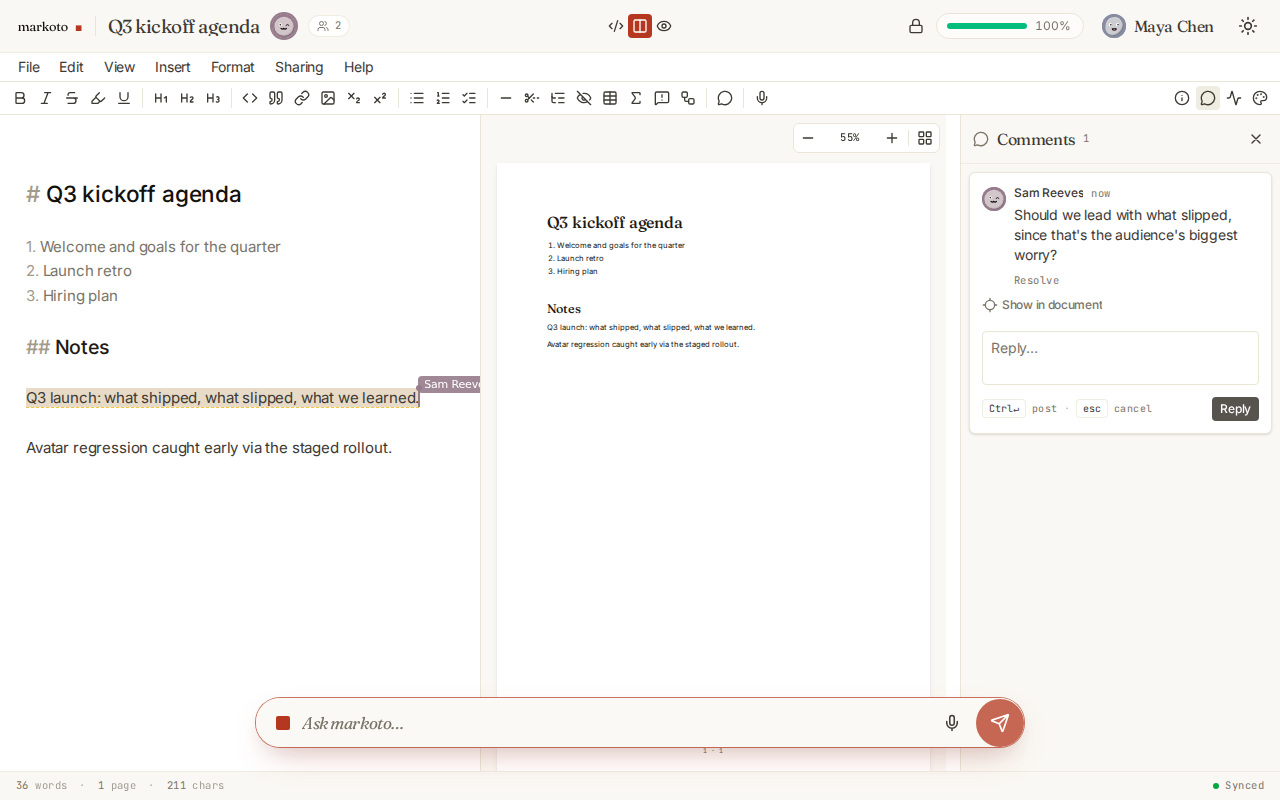 markoto
Q3 kickoff agenda
2
100%
Maya Chen
File Edit View Insert Format Sharing Help
H1 H2 H3
x2 x2
55%
# Q3 kickoff agenda
1. Welcome and goals for the quarter
2. Launch retro
3. Hiring plan
## Notes
Sam Reeve
Q3 launch: what shipped, what slipped, what we learned.
Avatar regression caught early via the staged rollout.
Q3 kickoff agenda
1. Welcome and goals for the quarter
2. Launch retro
3. Hiring plan
Notes
Q3 launch: what shipped, what slipped, what we learned.
Avatar regression caught early via the staged rollout.
1 · 1
Comments 1
Sam Reeves now
Should we lead with what slipped,
since that's the audience's biggest
worry?
Resolve
Show in document
Reply...
Ctrl↵ post · esc cancel
Reply
Ask markoto...
36 words · 1 page · 211 chars
Synced